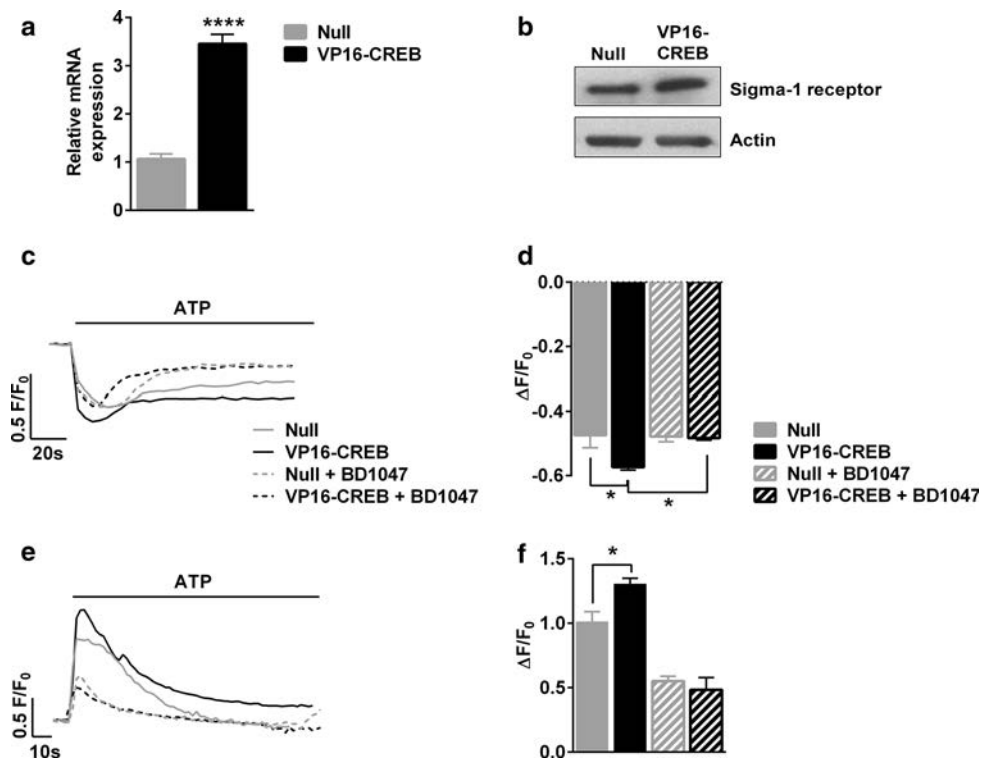 a
4
3
2
1
0
Relative mRNA
expression
****
Null
VP16-CREB
b
Null
VP16-
CREB
Sigma-1 receptor
Actin
c
ATP
0.5 F/F0
20s
Null
VP16-CREB
Null + BD1047
VP16-CREB + BD1047
d
0.0
-0.2
-0.4
-0.6
ΔF/F0
*
*
Null
VP16-CREB
Null + BD1047
VP16-CREB + BD1047
e
ATP
0.5 F/F0
10s
f
1.5
1.0
0.5
0.0
ΔF/F0
*